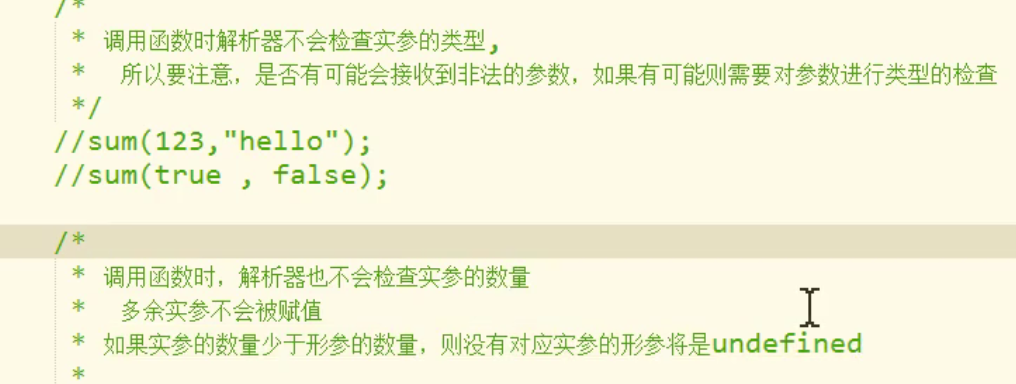 /*
* 调用函数时解析器不会检查实参的类型,
* 所以要注意，是否有可能会接收到非法的参数，如果有可能则需要对参数进行类型的检查
*/
//sum(123,"hello");
//sum(true , false);
/*
* 调用函数时，解析器也不会检查实参的数量
* 多余实参不会被赋值
* 如果实参的数量少于形参的数量，则没有对应实参的形参将是undefined
*